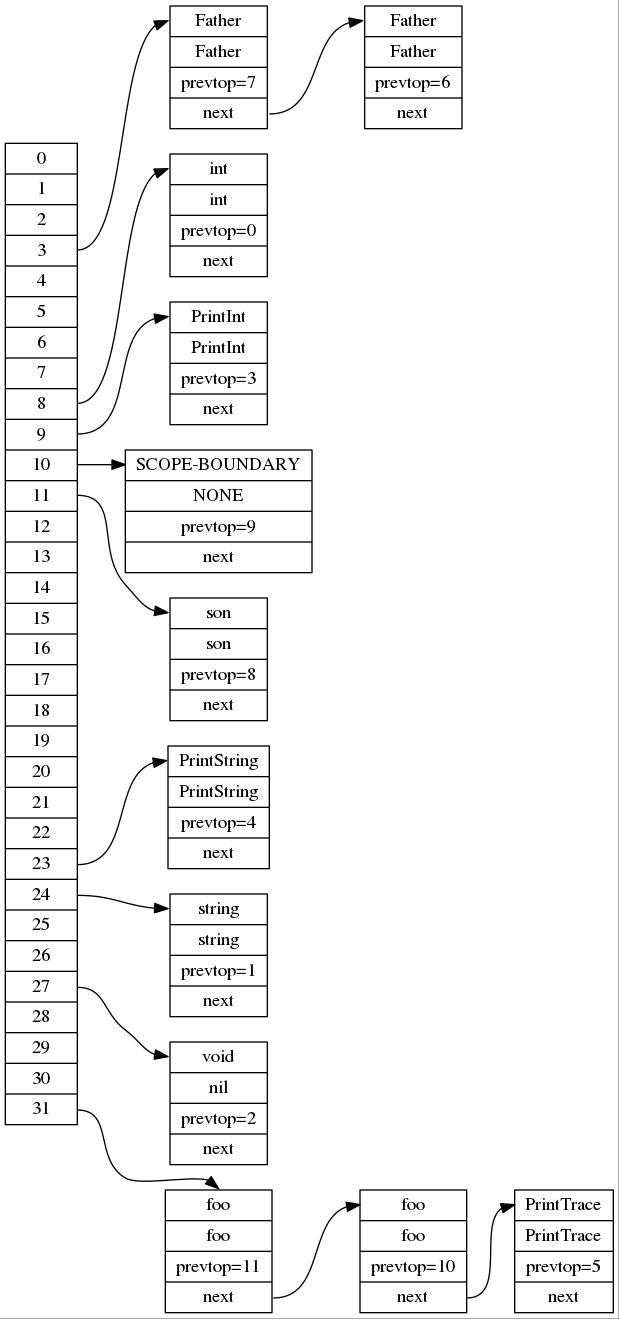 0
1
2
3
4
5
6
7
8
9
10
11
12
13
14
15
16
17
18
19
20
21
22
23
24
25
26
27
28
29
30
31
Father
Father
prevtop=7
next
Father
Father
prevtop=6
next
int
int
prevtop=0
next
PrintInt
PrintInt
prevtop=3
next
SCOPE-BOUNDARY
NONE
prevtop=9
next
son
son
prevtop=8
next
PrintString
PrintString
prevtop=4
next
string
string
prevtop=1
next
void
nil
prevtop=2
next
foo
foo
prevtop=11
next
foo
foo
prevtop=10
next
PrintTrace
PrintTrace
prevtop=5
next